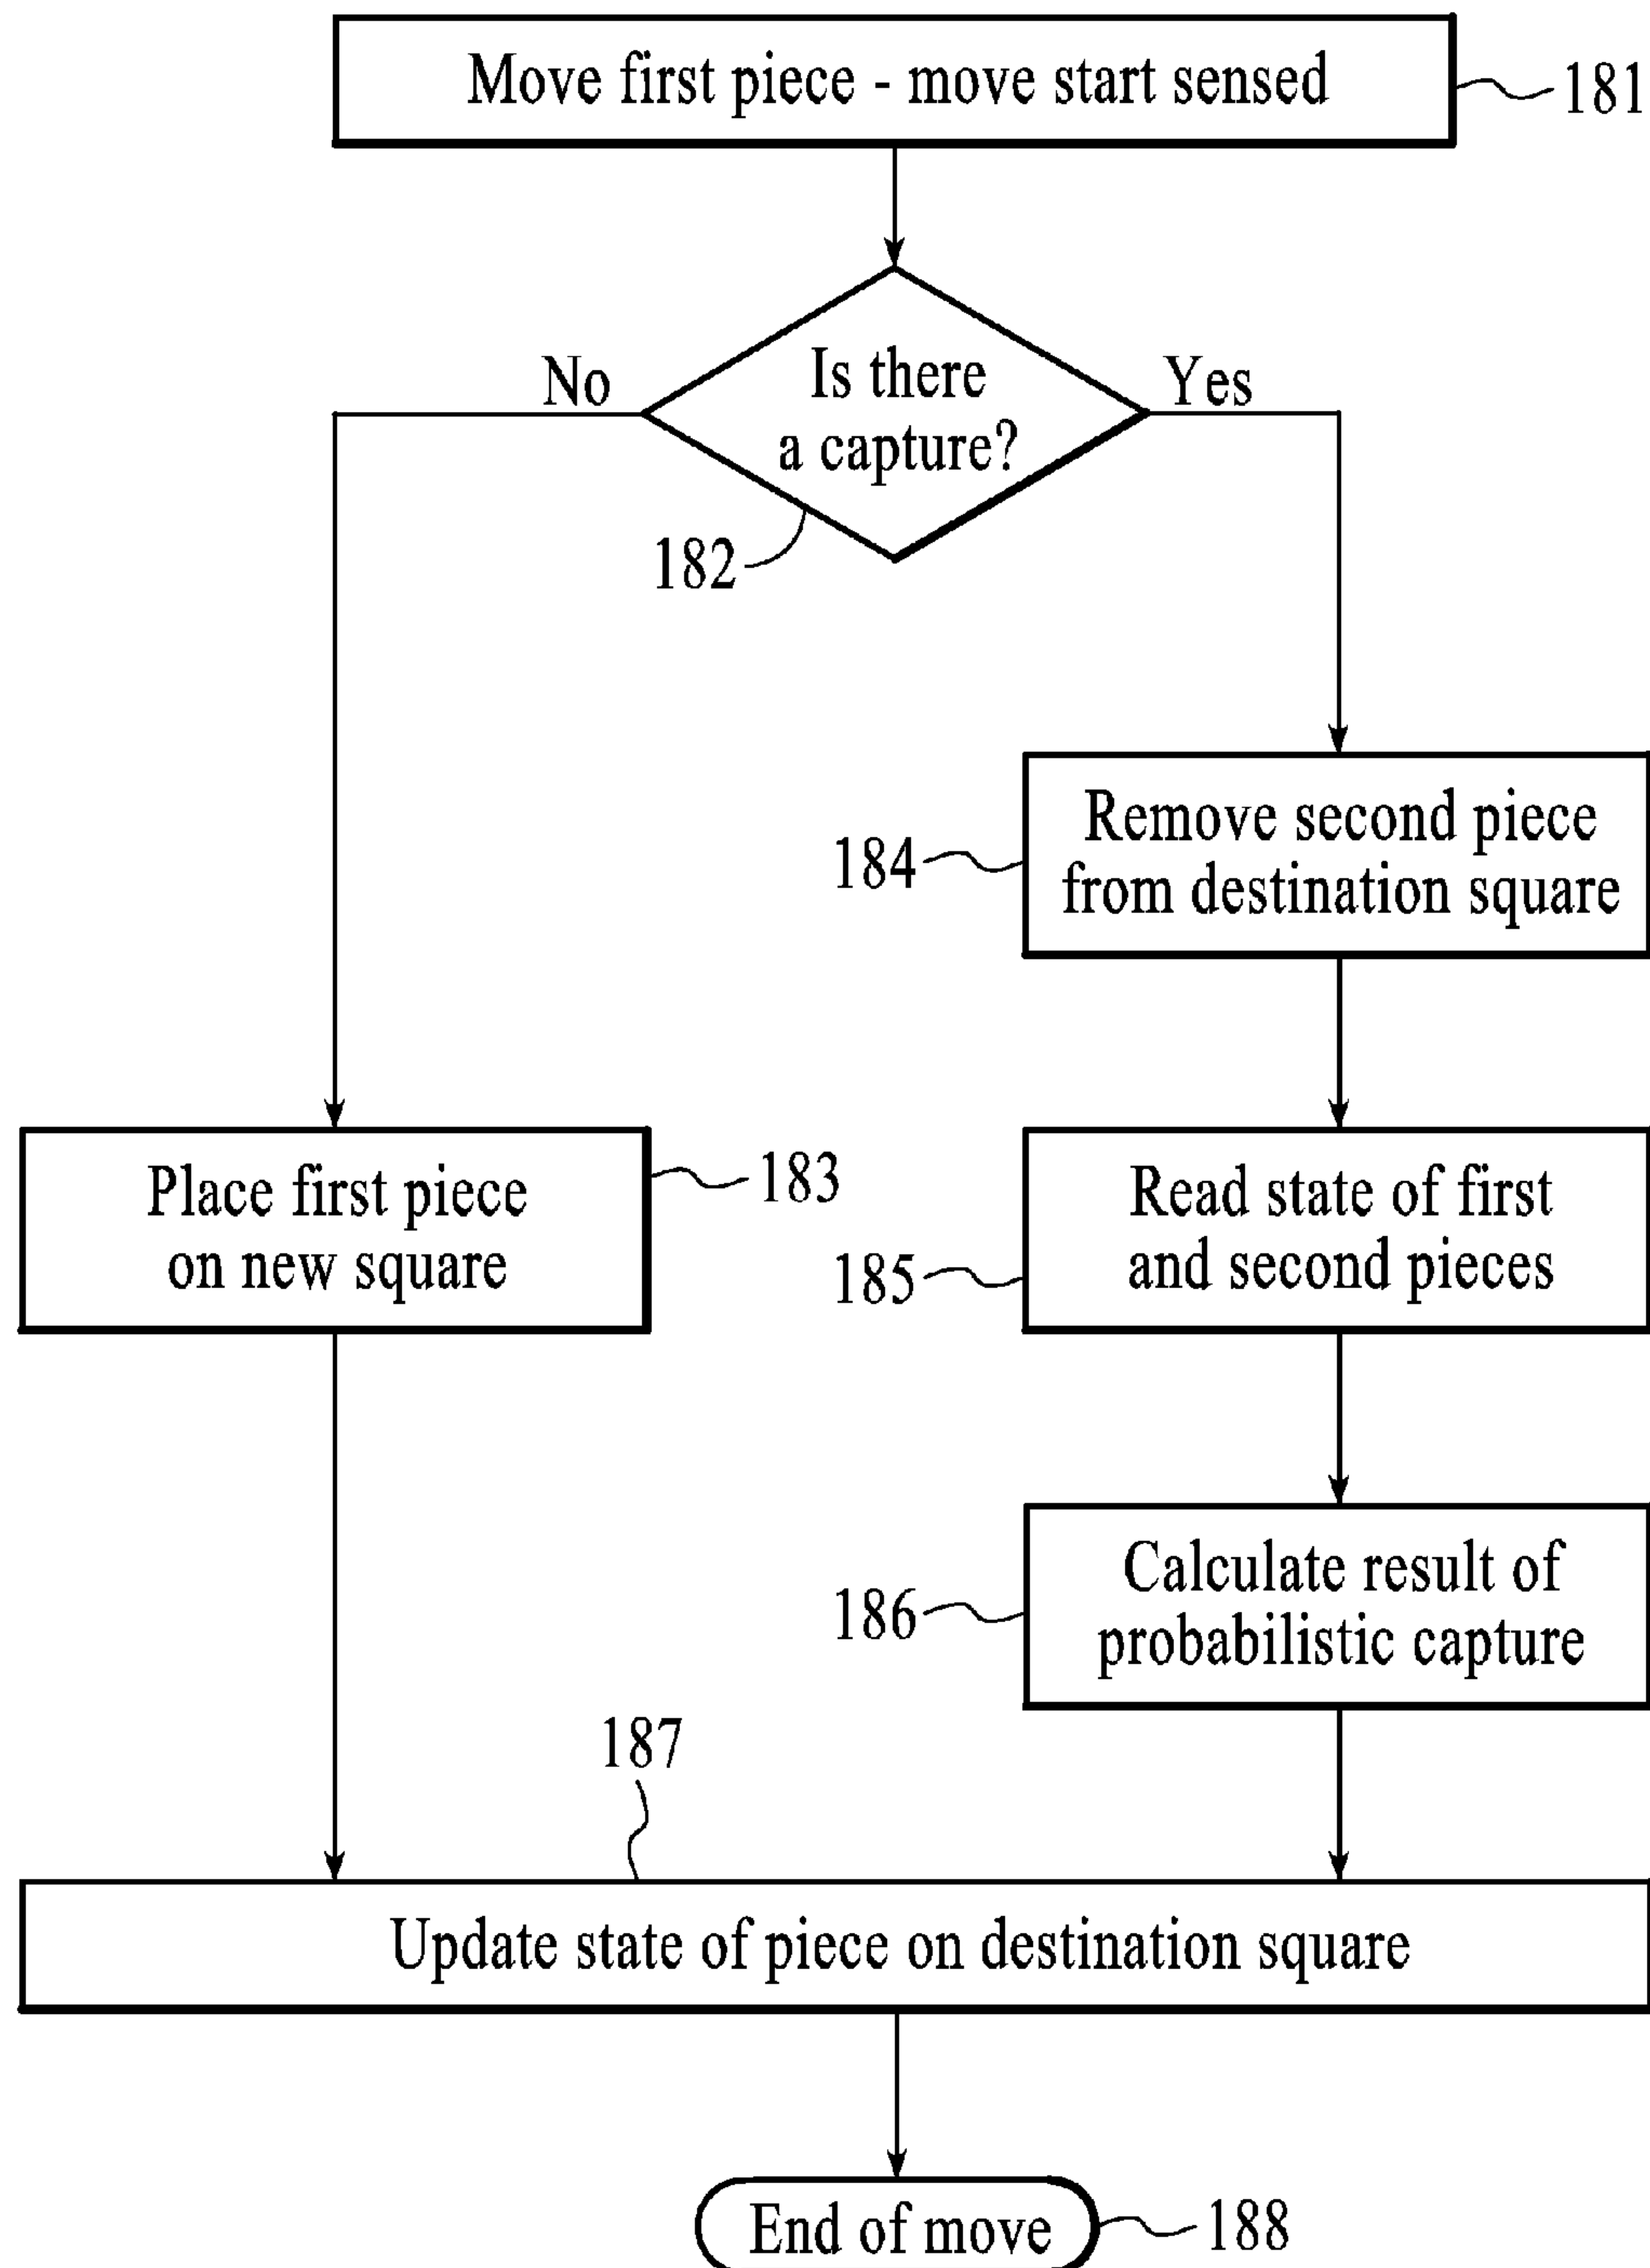 Move first piece - move start sensed
181
Is there
a capture?
No
Yes
182
Remove second piece
from destination square
184
Place first piece
on new square
183
Read state of first
and second pieces
185
Calculate result of
probabilistic capture
186
187
Update state of piece on destination square
End of move
188